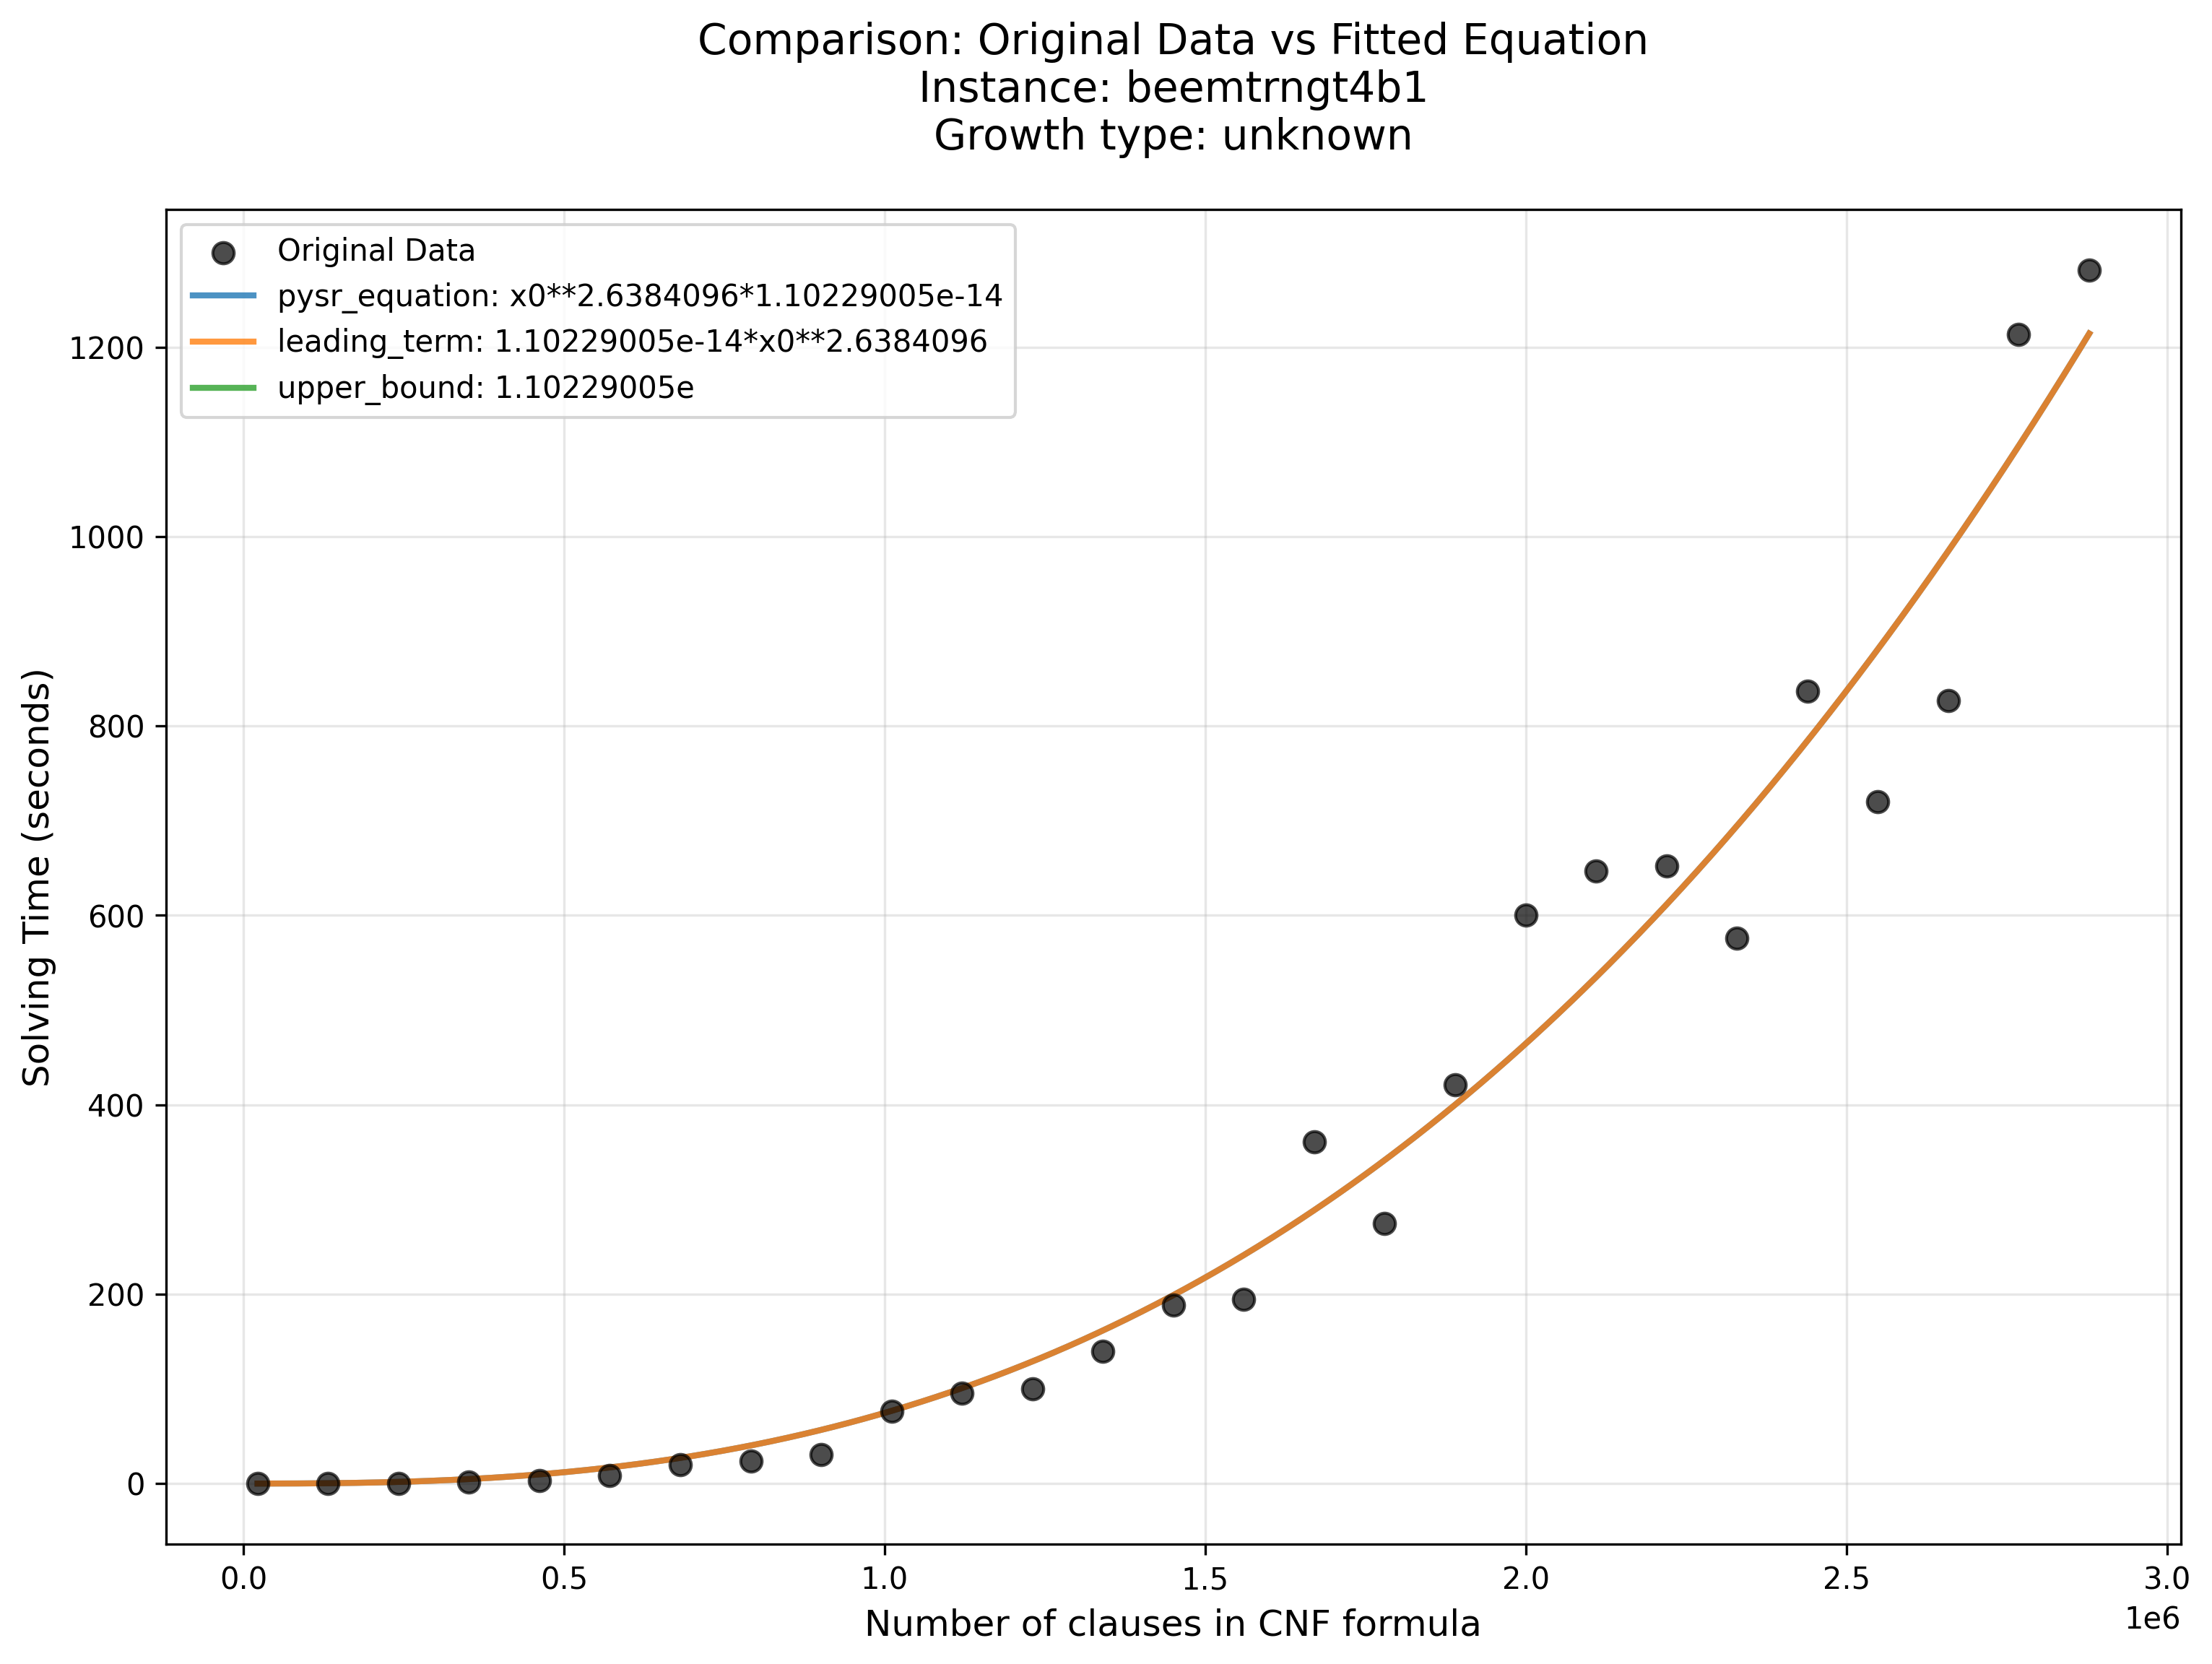 Comparison: Original Data vs Fitted Equation
Instance: beemtrngt4b1
Growth type: unknown
Original Data
pysr_equation: x0**2.6384096*1.10229005e-14
leading_term: 1.10229005e-14*x0**2.6384096
upper_bound: 1.10229005e
Solving Time (seconds)
1200
1000
800
600
400
200
0
0.0 0.5 1.0 1.5 2.0 2.5 3.0
1e6
Number of clauses in CNF formula